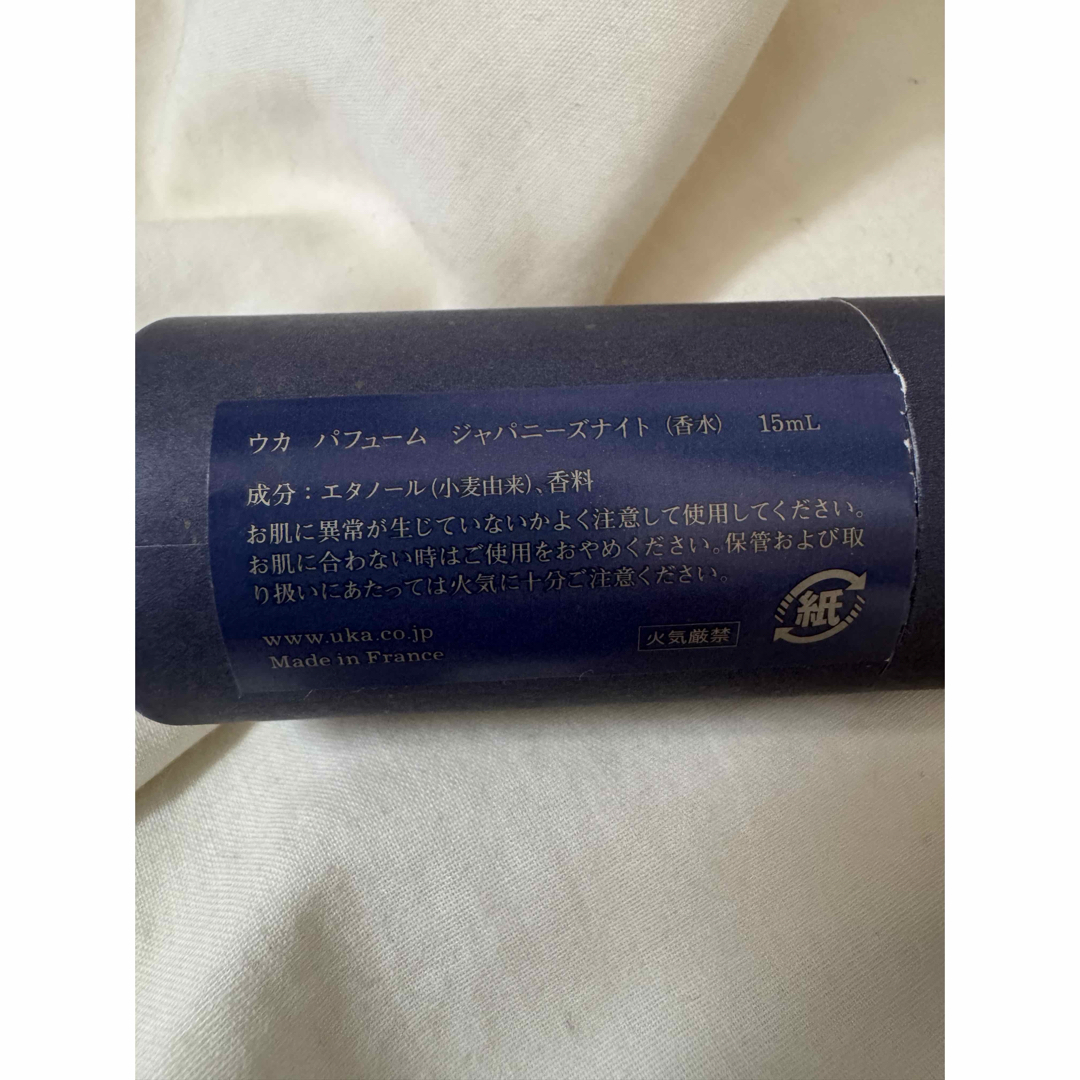 ウカ パフューム ジャパニーズナイト (香水) 15mL
成分 : エタノール(小麦由来)、香料
お肌に異常が生じていないかよく注意して使用してください。
お肌に合わない時はご使用をおやめください。保管および取
り扱いにあたっては火気に十分ご注意ください。
www.uka.co.jp
Made in France
火気厳禁
紙